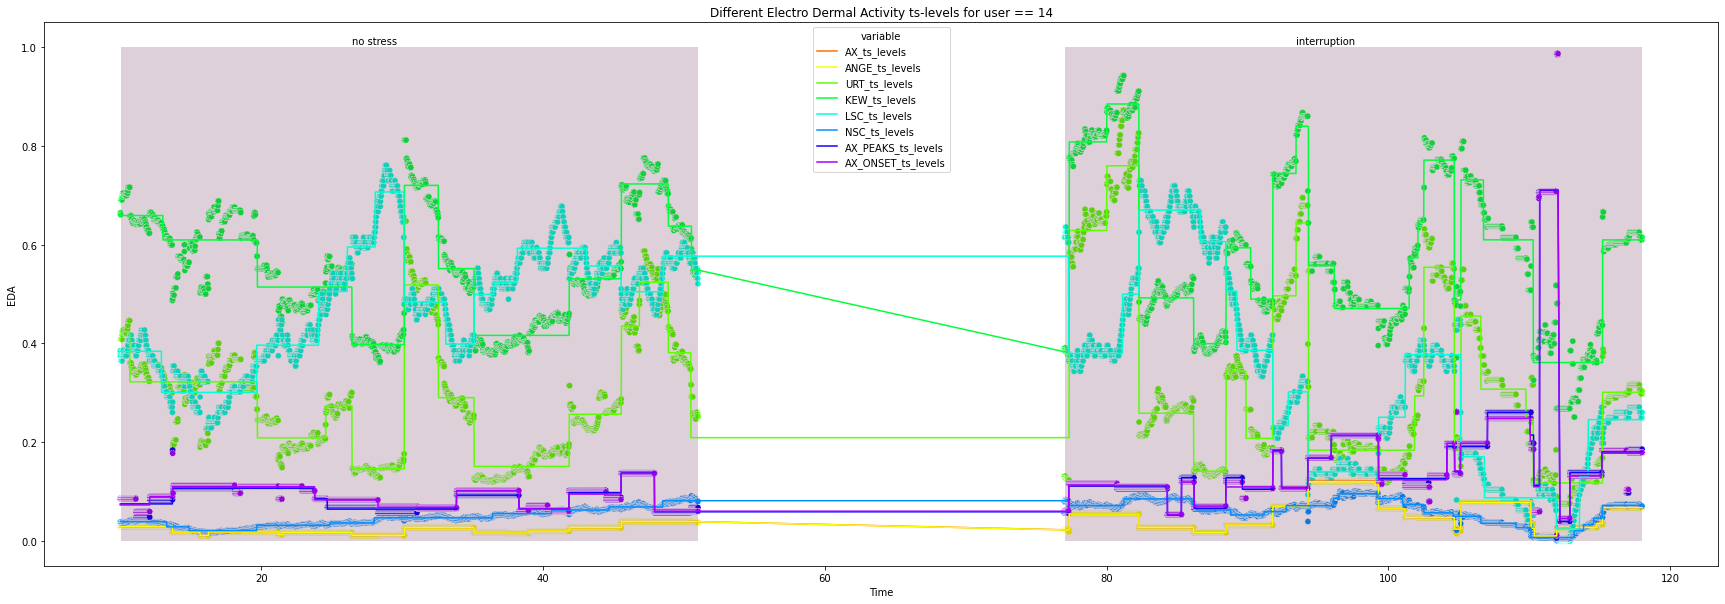 Different Electro Dermal Activity ts-levels for user == 14
no stress
interruption
variable
AX_ts_levels
ANGE_ts_levels
URT_ts_levels
KEW_ts_levels
LSC_ts_levels
NSC_ts_levels
AX_PEAKS_ts_levels
AX_ONSET_ts_levels
1.0
0.8
0.6
0.4
0.2
0.0
EDA
20
40
60
80
100
120
Time